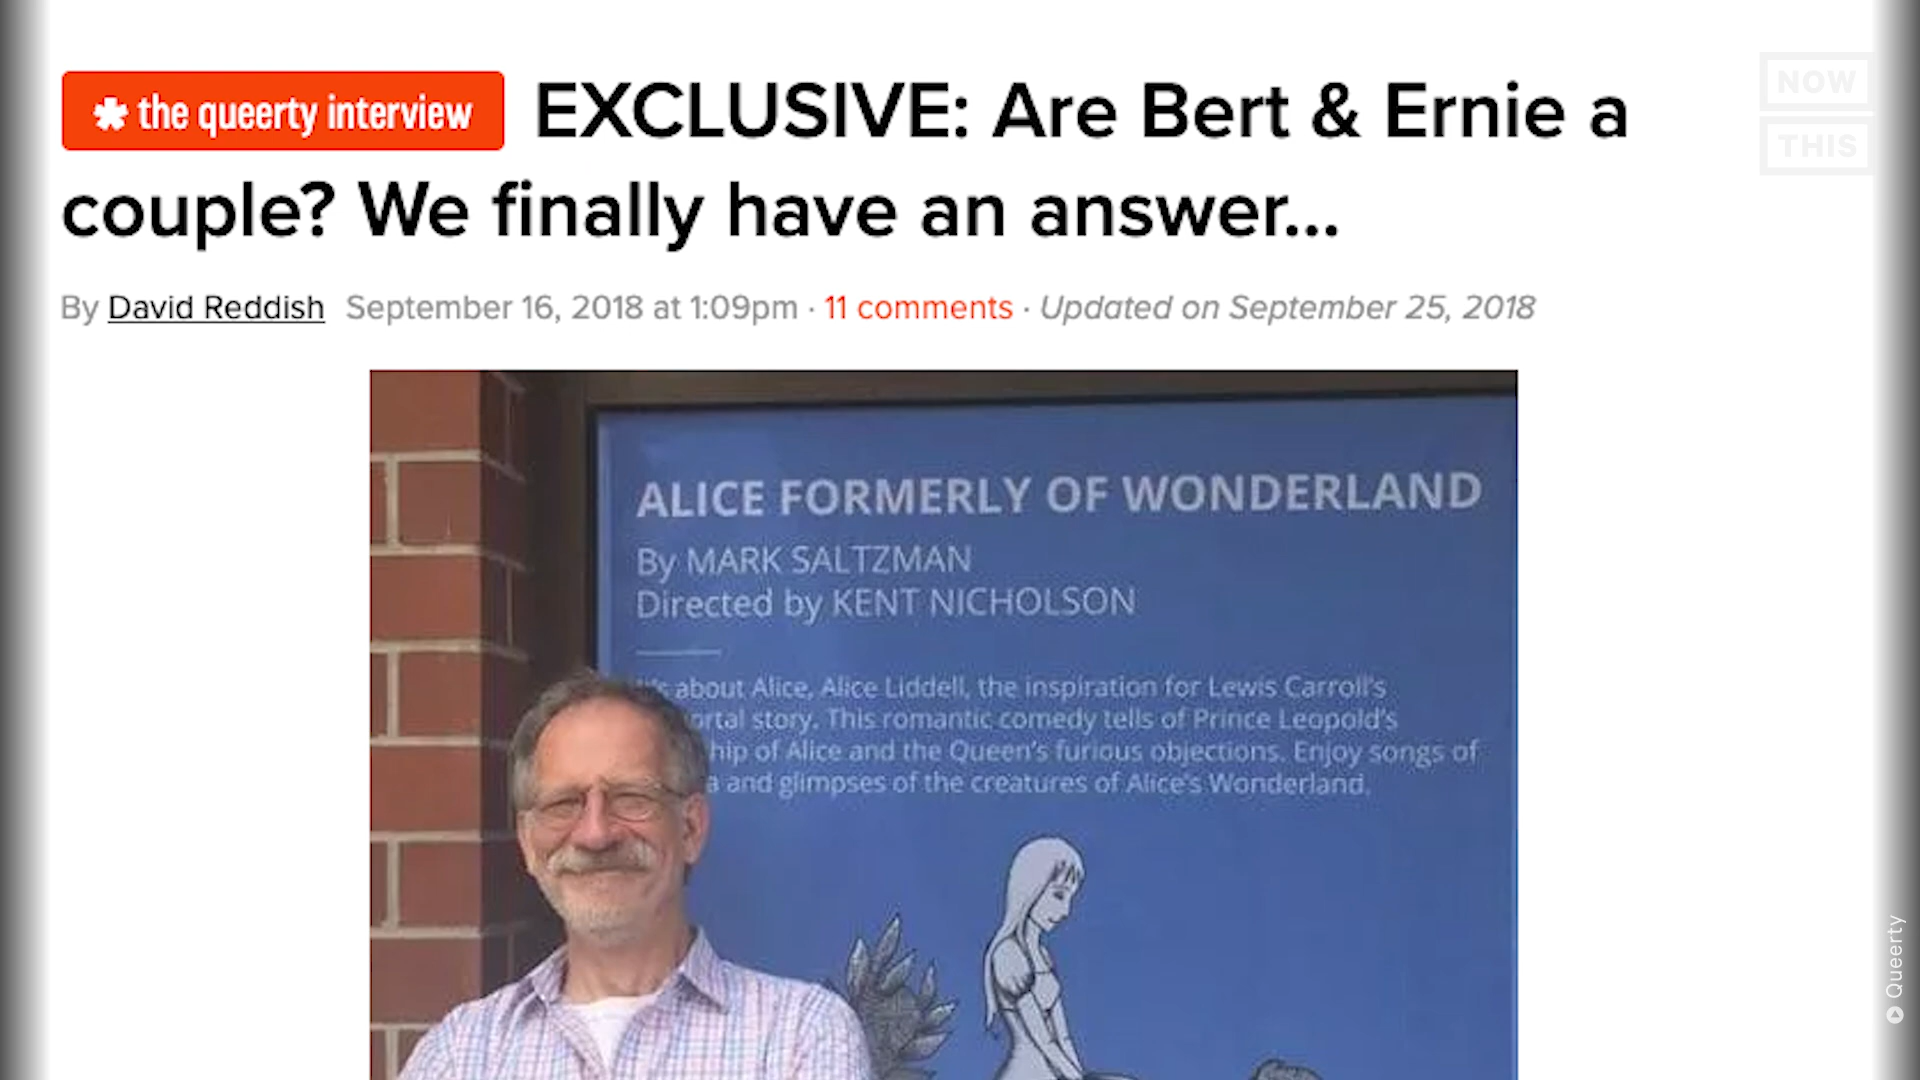 the queerty interview EXCLUSIVE: Are Bert & Ernie a
couple? We finally have an answer...
By David Reddish September 16, 2018 at 1:09pm · 11 comments · Updated on September 25, 2018
NOW
THIS
ALICE FORMERLY OF WONDERLAND
By MARK SALTZMAN
Directed by KENT NICHOLSON
about Alice, Alice Liddell, the inspiration for Lewis Carroll's
story. This romantic comedy tells of Prince Leopold's
of Alice and the Queen's furious objections. Enjoy songs of
and glimpses of the creatures of Alice's Wonderland.
Queerty